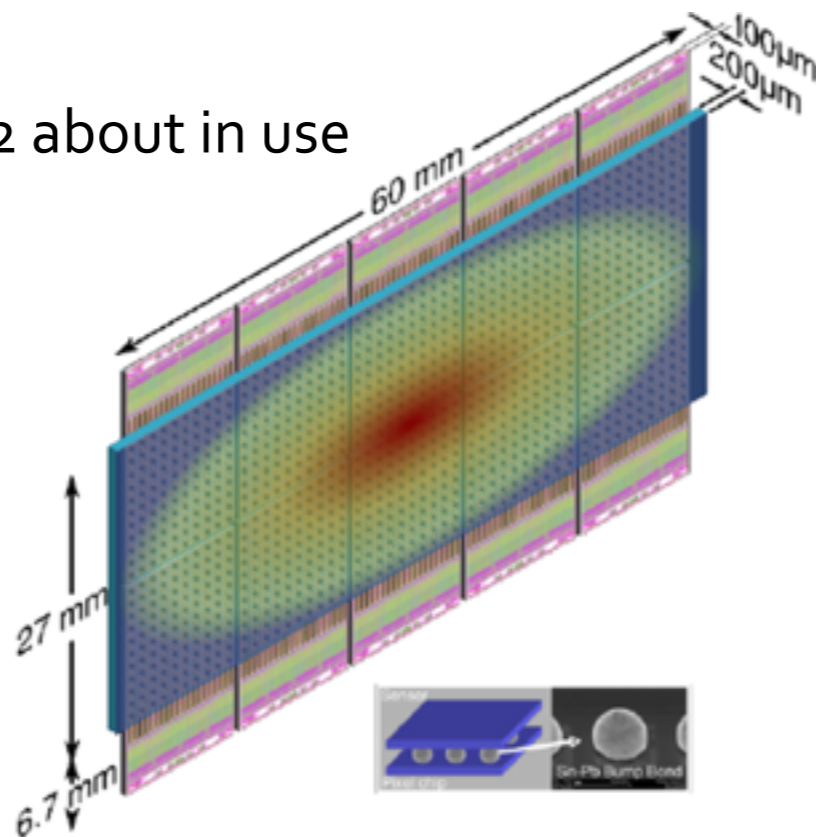 100μm
200μm
2 about in use
60 mm
27 mm
6.7 mm
Sensor
Sn-Pb Bump Bond
Pixel chip